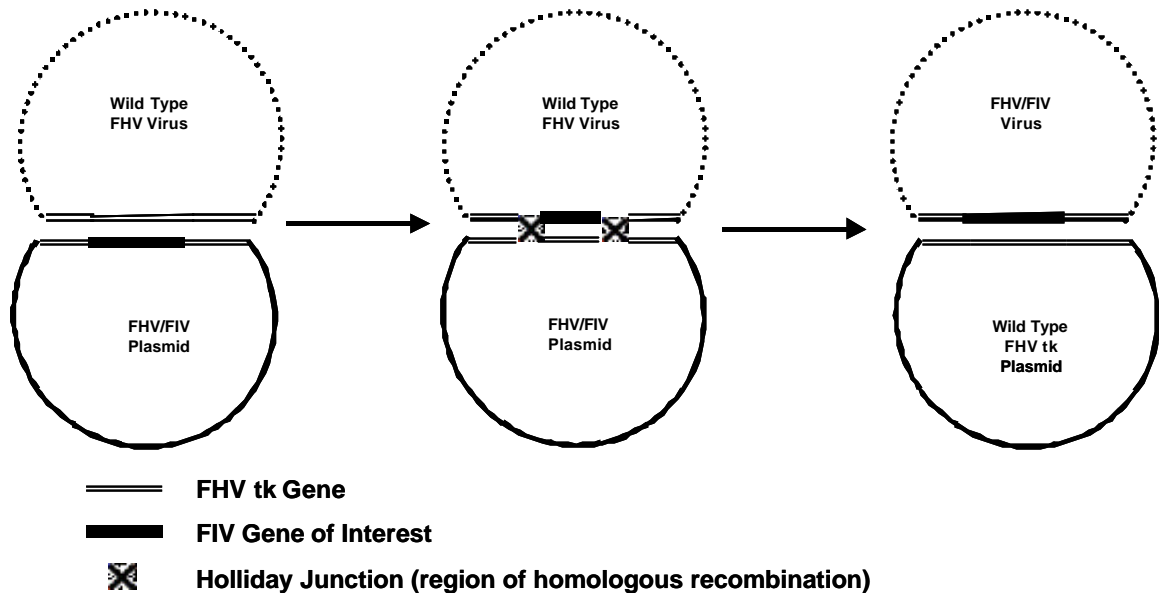 Wild Type
FHV Virus
Wild Type
FHV Virus
FHV/FIV
Virus
FHV/FIV
Plasmid
FHV/FIV
Plasmid
Wild Type
FHV tk
Plasmid
FHV tk Gene
FIV Gene of Interest
Holliday Junction (region of homologous recombination)